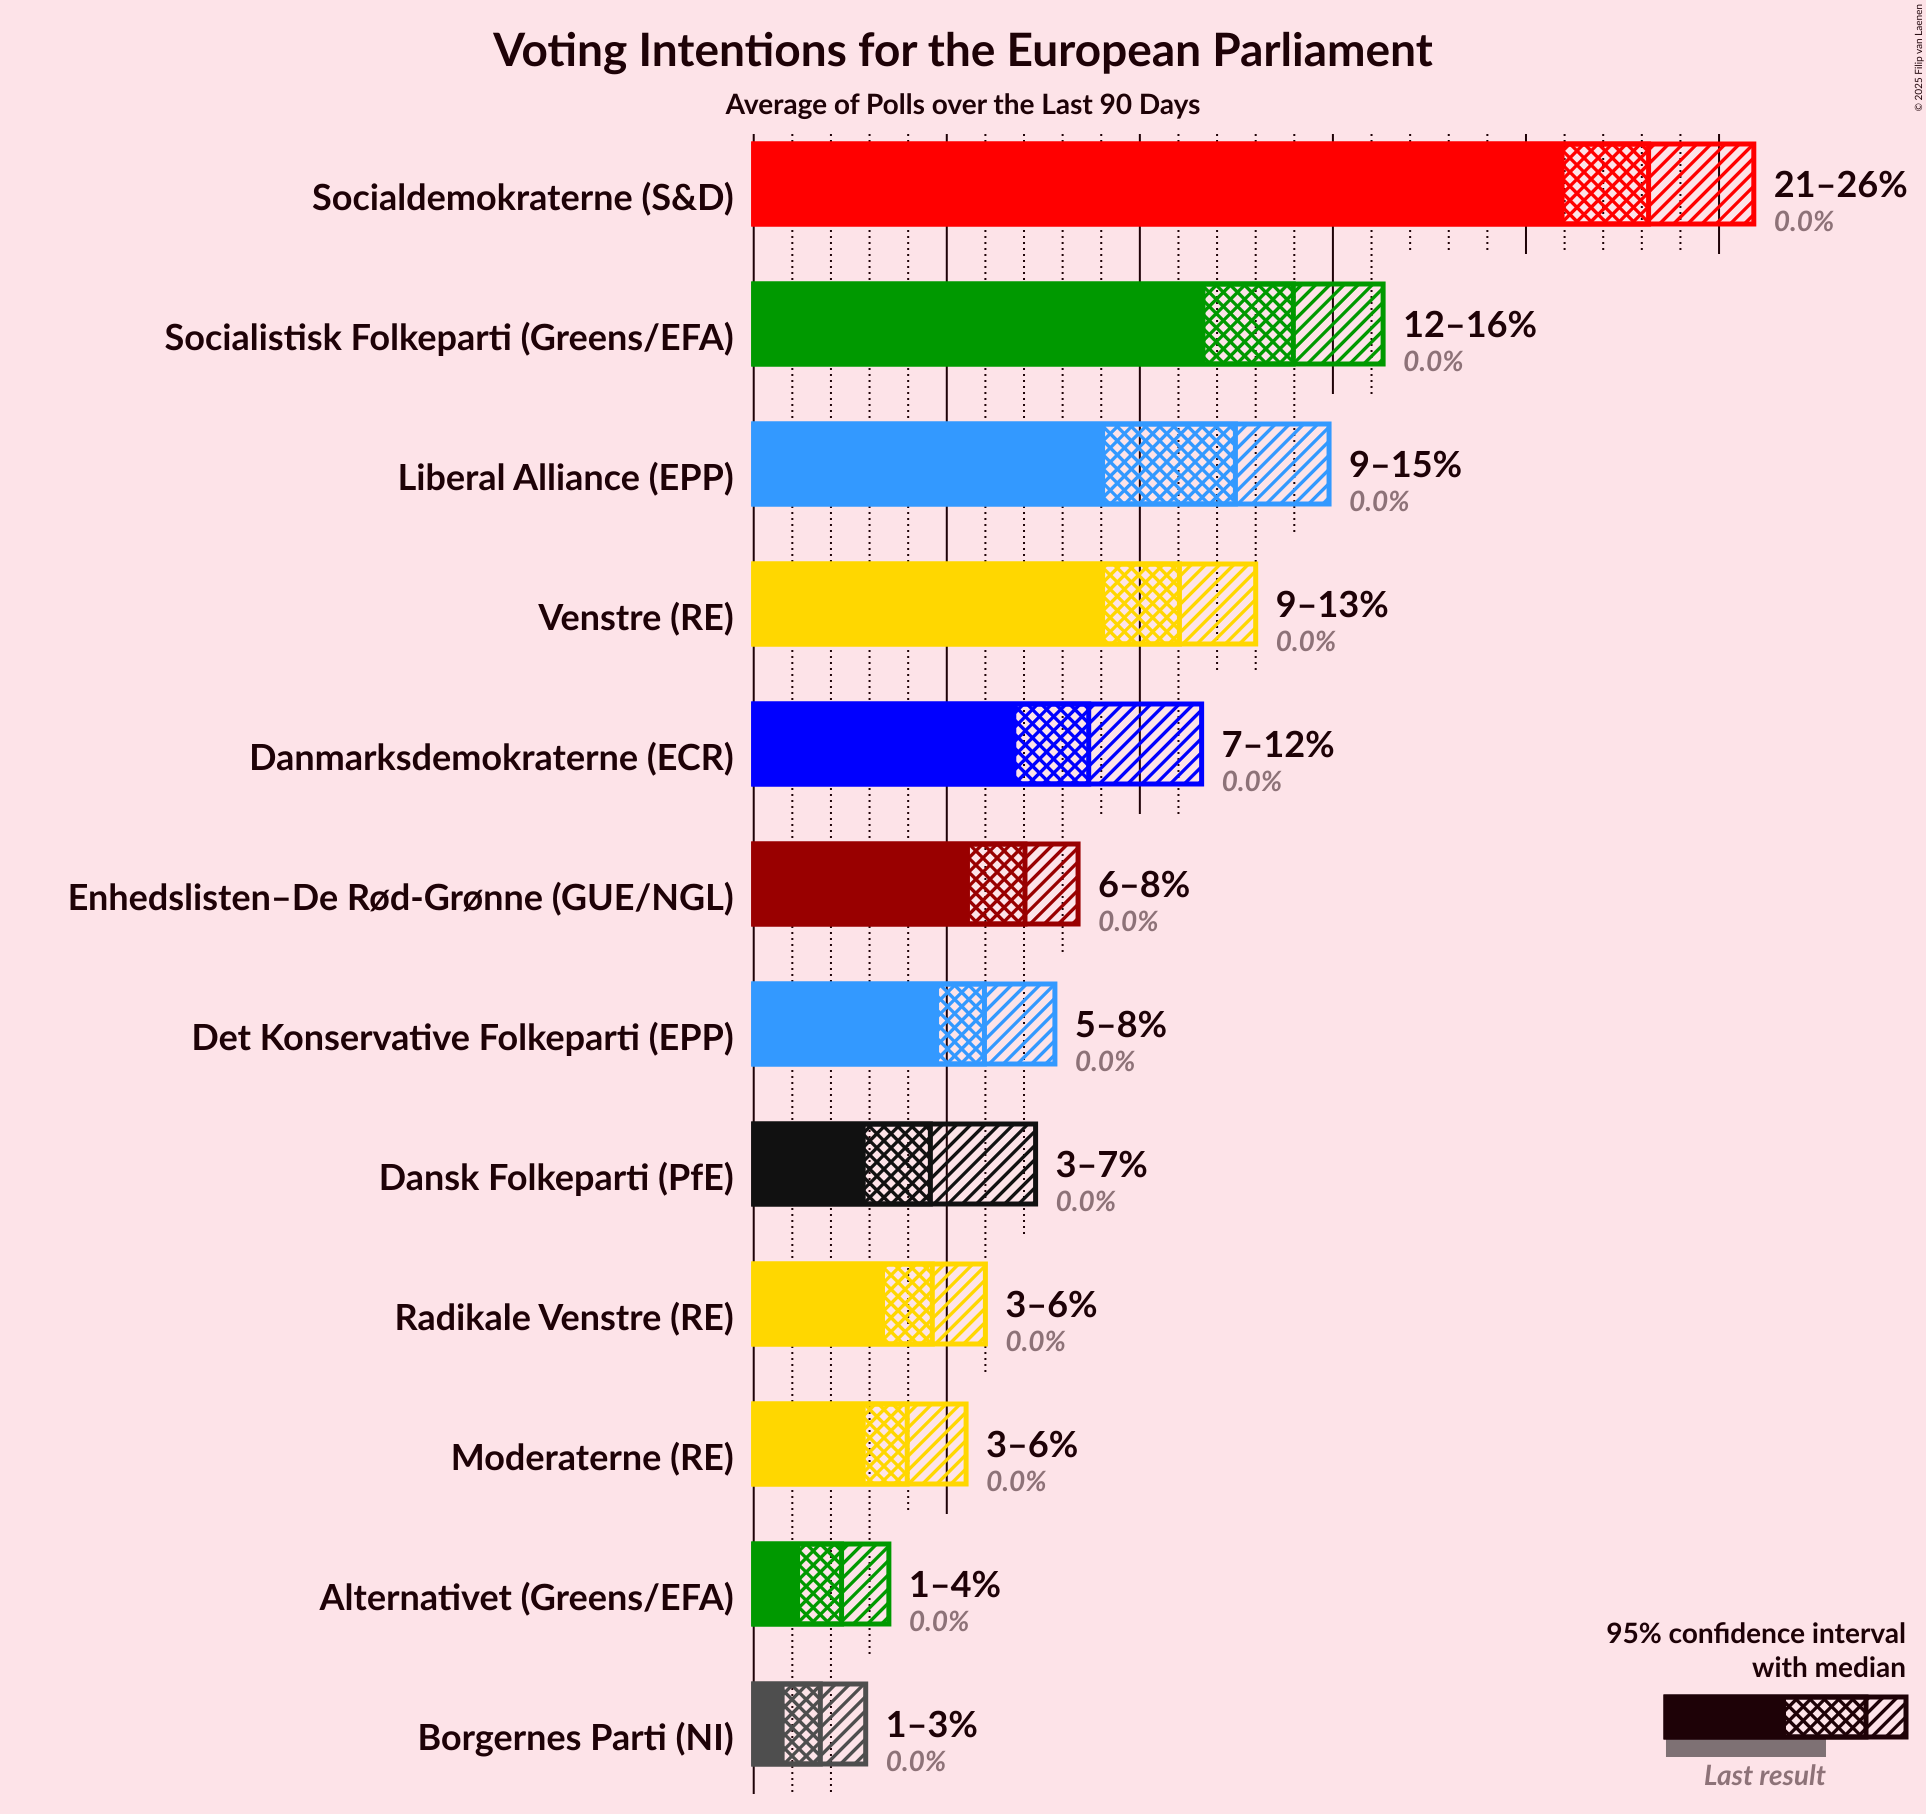 Voting Intentions for the European Parliament
Average of Polls over the Last 90 Days
© 2025 Filip van Laenen
Socialdemokraterne (S&D)
21–26%
0.0%
Socialistisk Folkeparti (Greens/EFA)
12–16%
0.0%
Liberal Alliance (EPP)
9–15%
0.0%
Venstre (RE)
9–13%
0.0%
Danmarksdemokraterne (ECR)
7–12%
0.0%
Enhedslisten–De Rød-Grønne (GUE/NGL)
6–8%
0.0%
Det Konservative Folkeparti (EPP)
5–8%
0.0%
Dansk Folkeparti (PfE)
3–7%
0.0%
Radikale Venstre (RE)
3–6%
0.0%
Moderaterne (RE)
3–6%
0.0%
Alternativet (Greens/EFA)
1–4%
0.0%
Borgernes Parti (NI)
1–3%
0.0%
95% confidence interval
with median
Last result